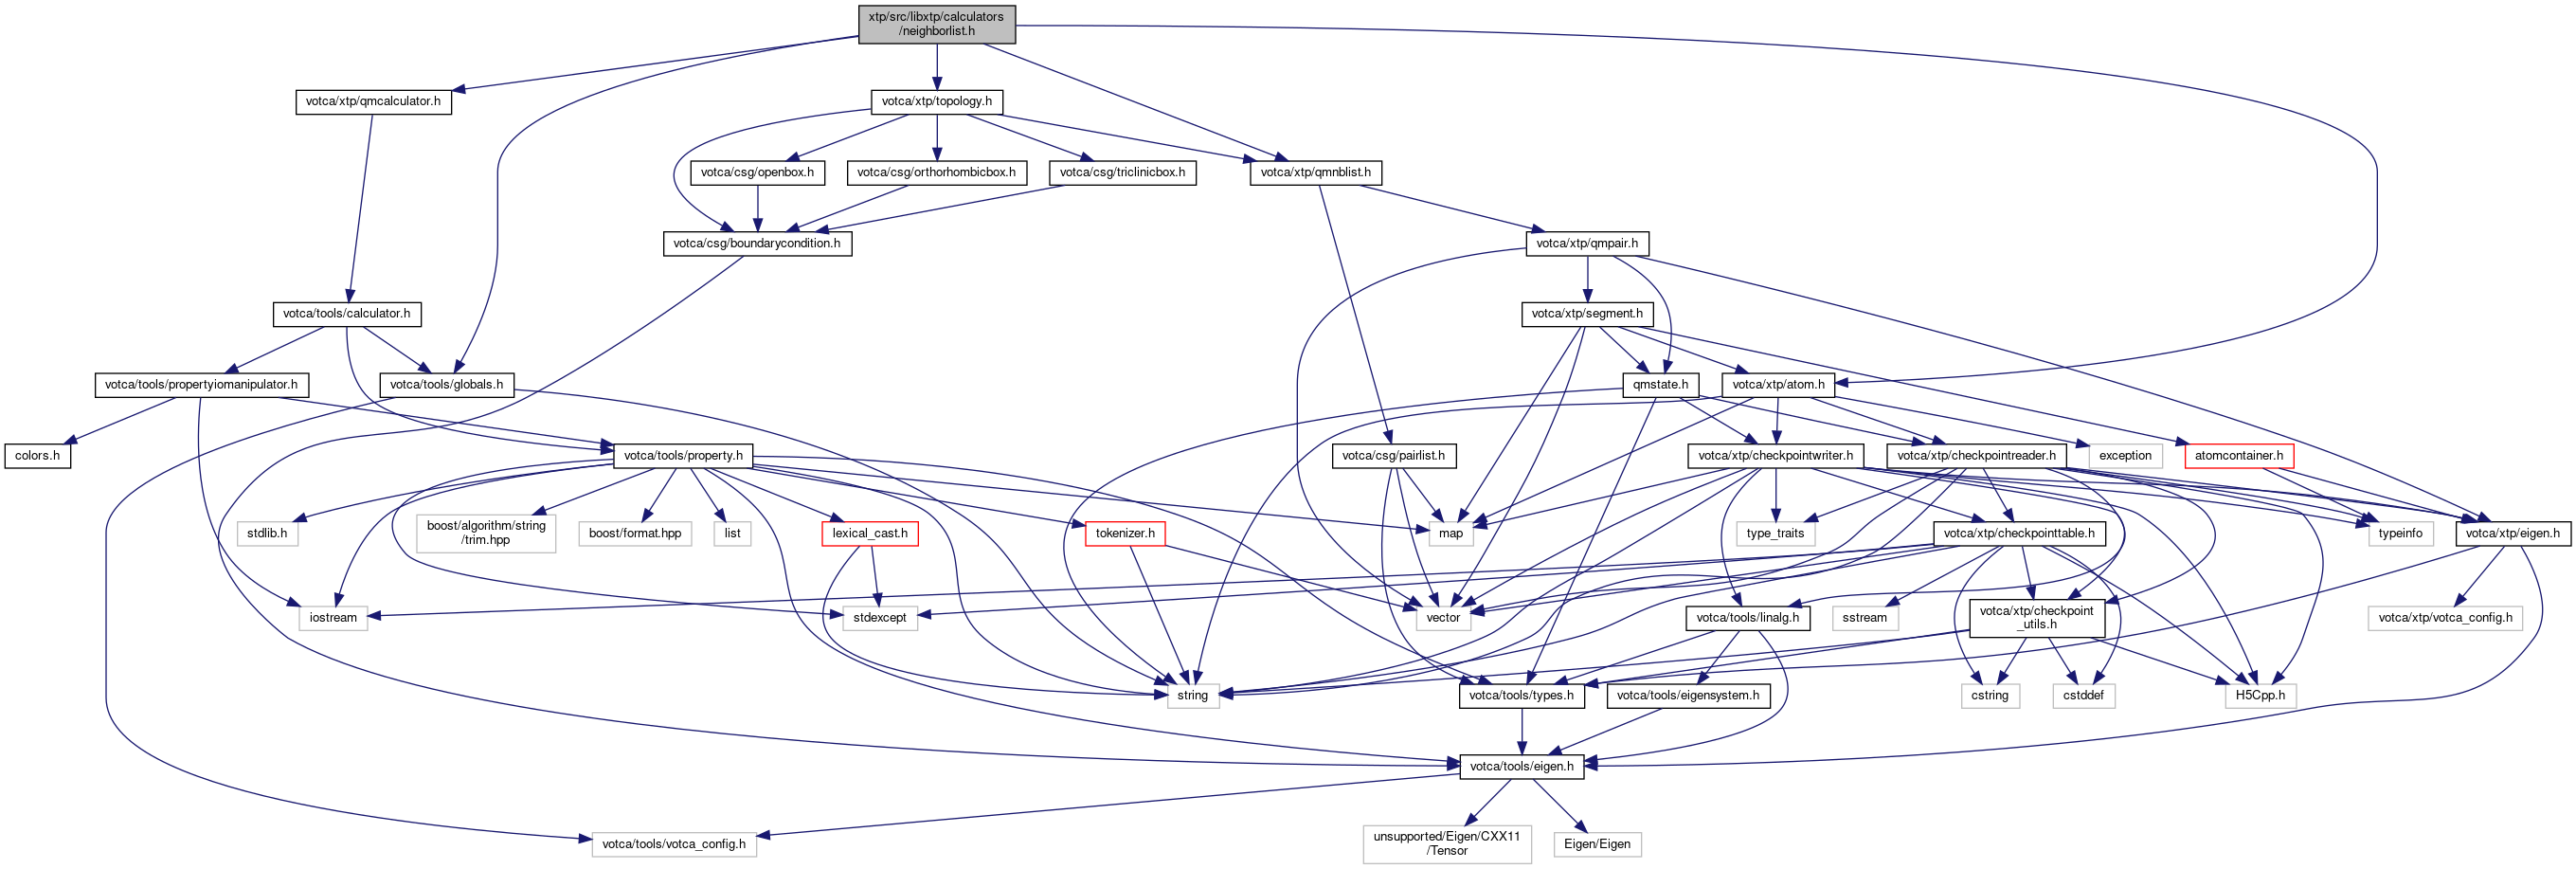 xtp/src/libxtp/calculators
/neighborlist.h
votca/xtp/qmcalculator.h
votca/xtp/topology.h
votca/csg/openbox.h
votca/csg/orthorhombicbox.h
votca/csg/triclinicbox.h
votca/xtp/qmnblist.h
votca/csg/boundarycondition.h
votca/xtp/qmpair.h
votca/tools/calculator.h
votca/xtp/segment.h
votca/tools/propertyiomanipulator.h
votca/tools/globals.h
qmstate.h
votca/xtp/atom.h
colors.h
votca/tools/property.h
votca/csg/pairlist.h
votca/xtp/checkpointwriter.h
votca/xtp/checkpointreader.h
exception
atomcontainer.h
stdlib.h
boost/algorithm/string
/trim.hpp
boost/format.hpp
list
lexical_cast.h
tokenizer.h
map
type_traits
votca/xtp/checkpointtable.h
typeinfo
votca/xtp/eigen.h
iostream
stdexcept
vector
votca/tools/linalg.h
sstream
votca/xtp/checkpoint
_utils.h
votca/xtp/votca_config.h
string
votca/tools/types.h
votca/tools/eigensystem.h
cstring
cstddef
H5Cpp.h
votca/tools/eigen.h
votca/tools/votca_config.h
unsupported/Eigen/CXX11
/Tensor
Eigen/Eigen